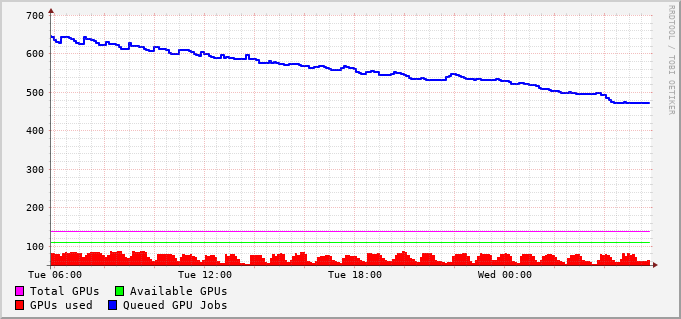 RRDTOOL / TOBI OETIKER
700
600
500
400
300
200
100
Tue 06:00 Tue 12:00 Tue 18:00 Wed 00:00
Total GPUs Available GPUs
GPUs used Queued GPU Jobs